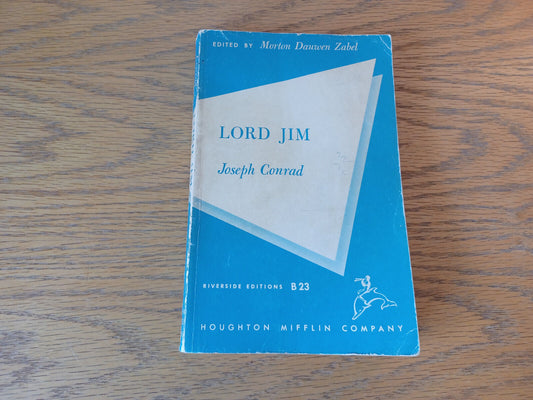 EDITED BY Morton Dauwen Zabel
LORD JIM
Joseph Conrad
RIVERSIDE EDITIONS B23
HOUGHTON MIFFLIN COMPANY